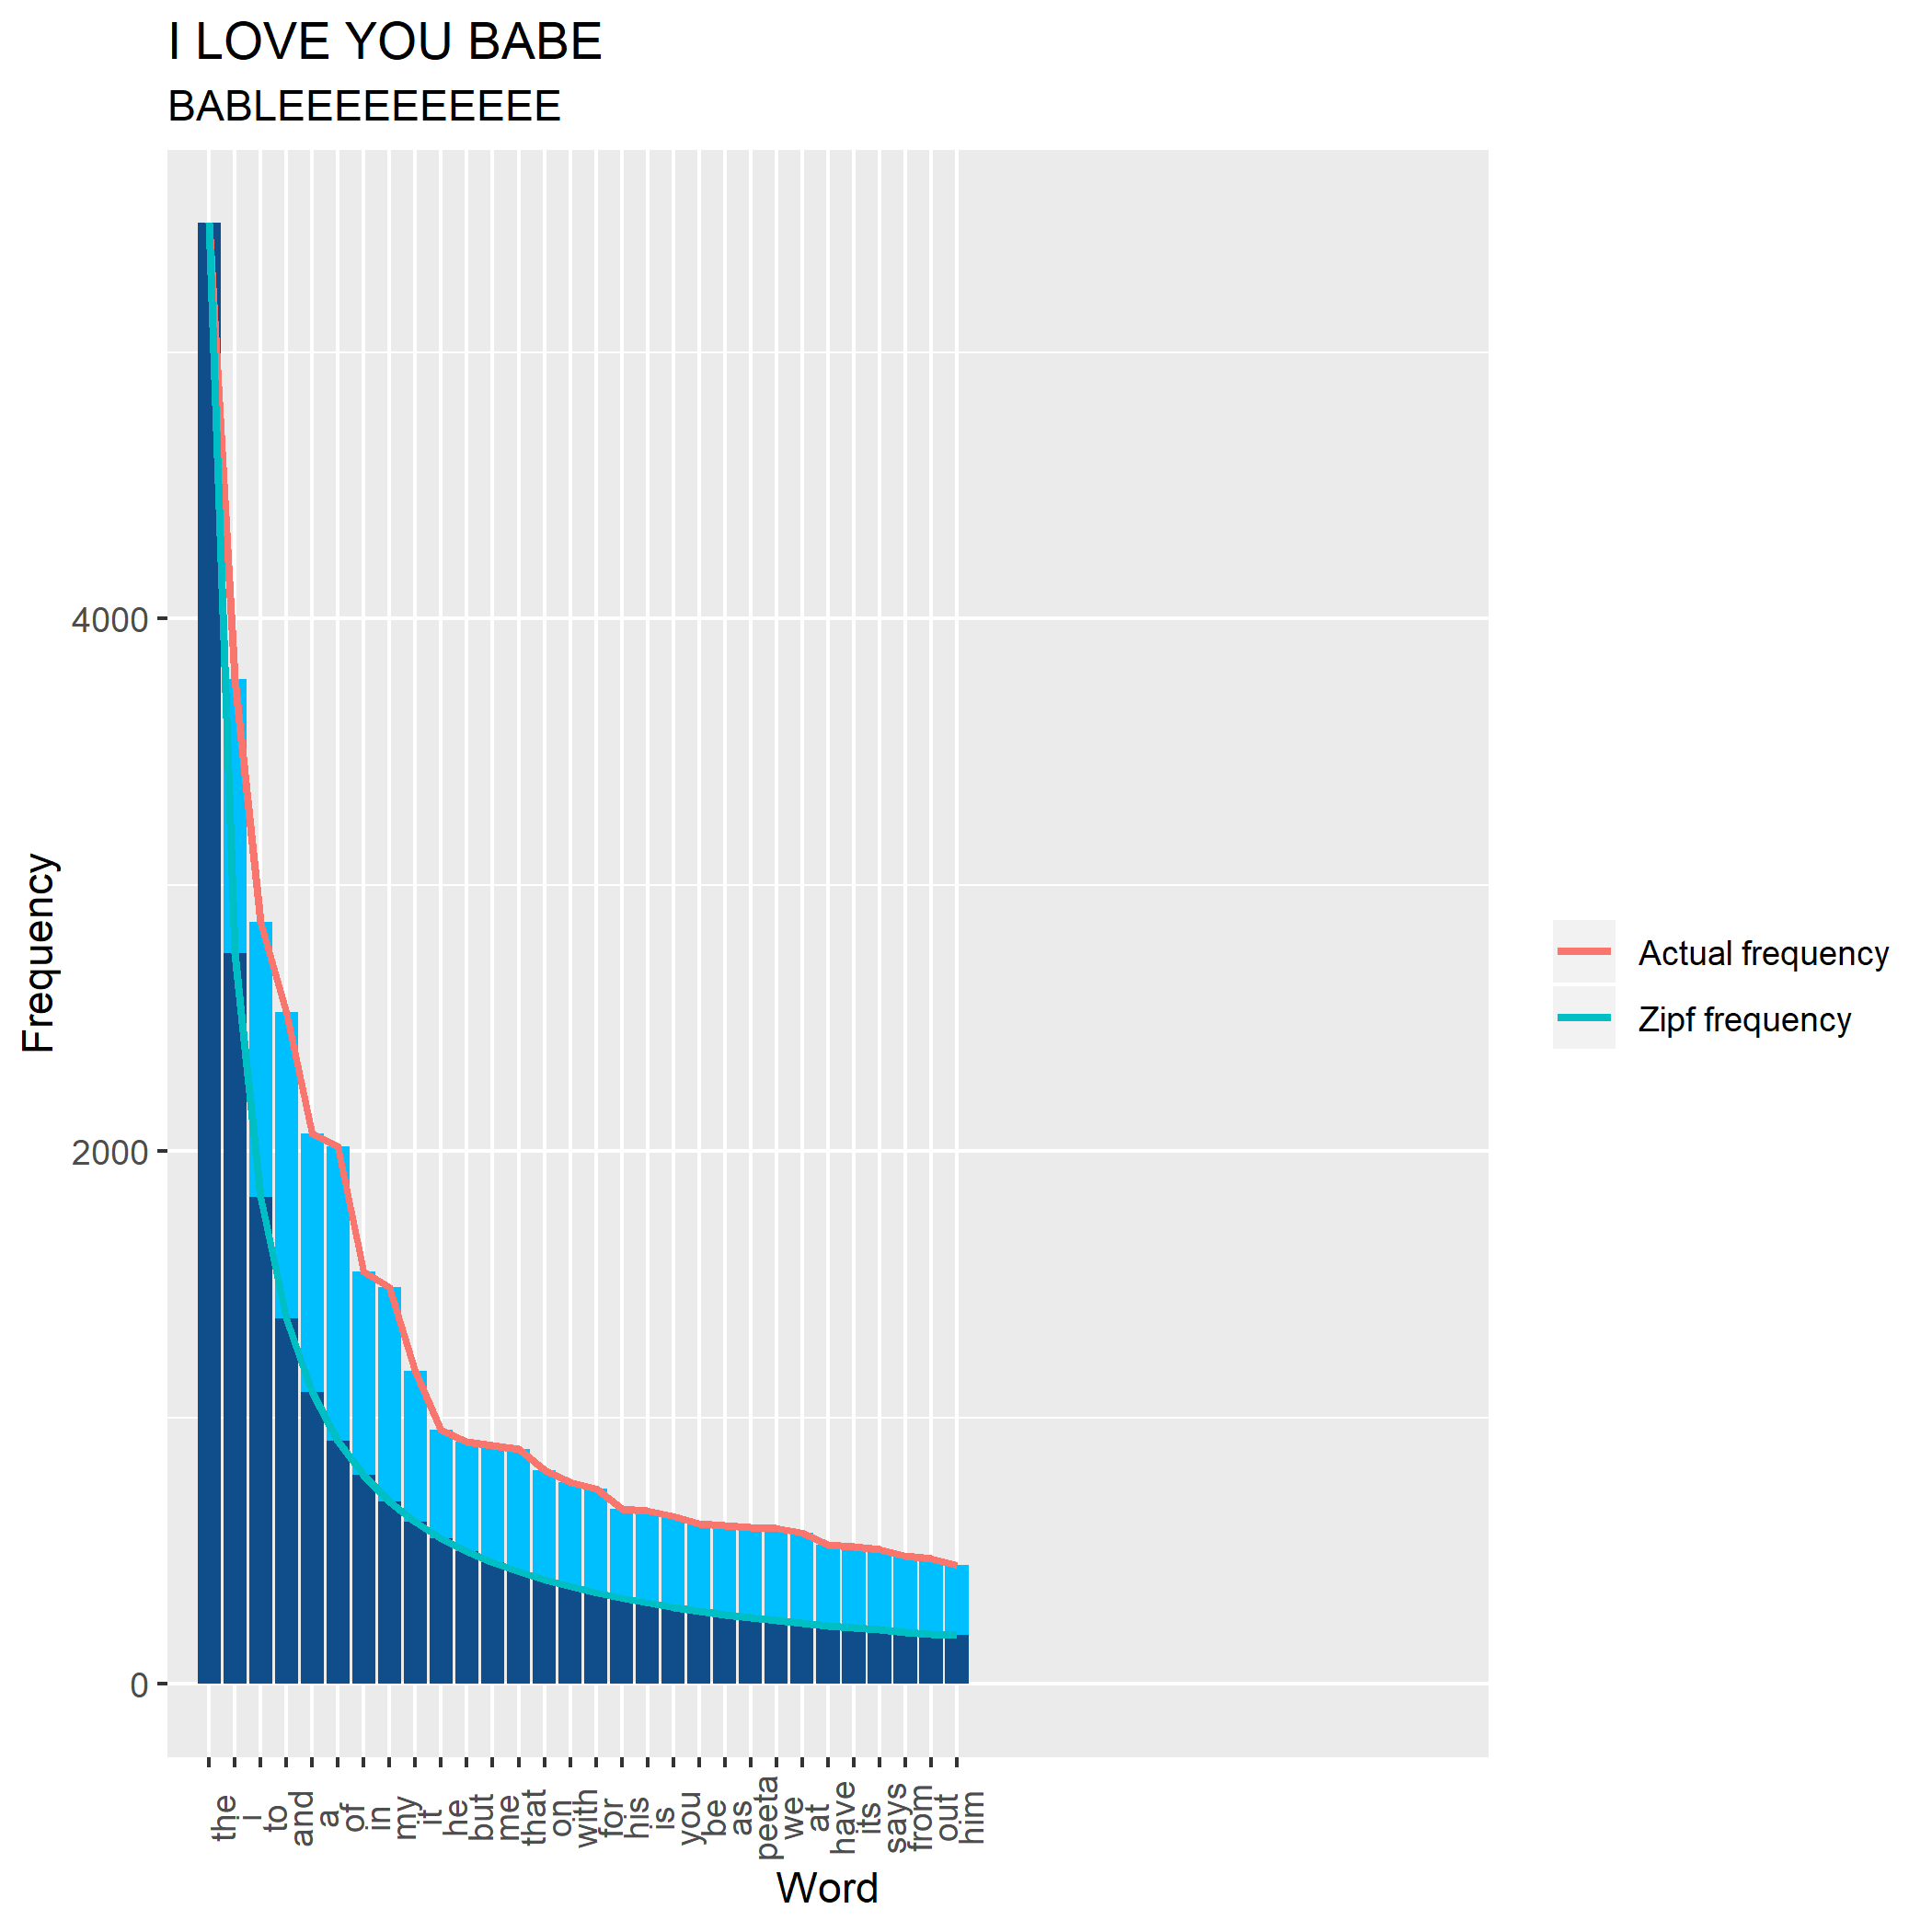 I LOVE YOU BABE
BABLEEEEEEEEEE
Frequency
4000
2000
0
the
i
to
and
a
of
in
my
it
he
but
me
that
on
with
for
his
is
you
be
as
peeta
we
at
have
its
says
from
out
him
Word
Actual frequency
Zipf frequency